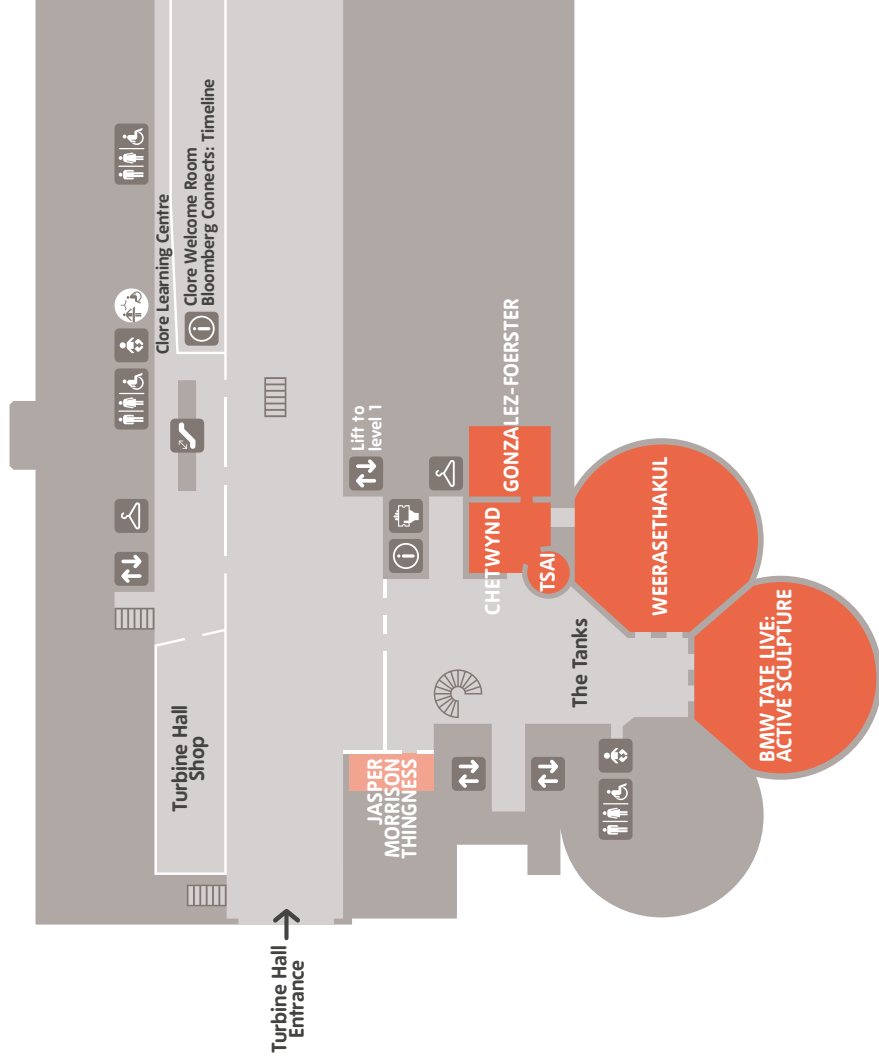 Clore Learning Centre
Clore Welcome Room
Bloomberg Connects: Timeline
Turbine Hall
Shop
Turbine Hall
Entrance
Lift to
level 1
JASPER
MORRISON
THINGNESS
CHETWYND
GONZALEZ-FOERSTER
TSAI
The Tanks
WEERASETHAKUL
BMW TATE LIVE:
ACTIVE SCULPTURE